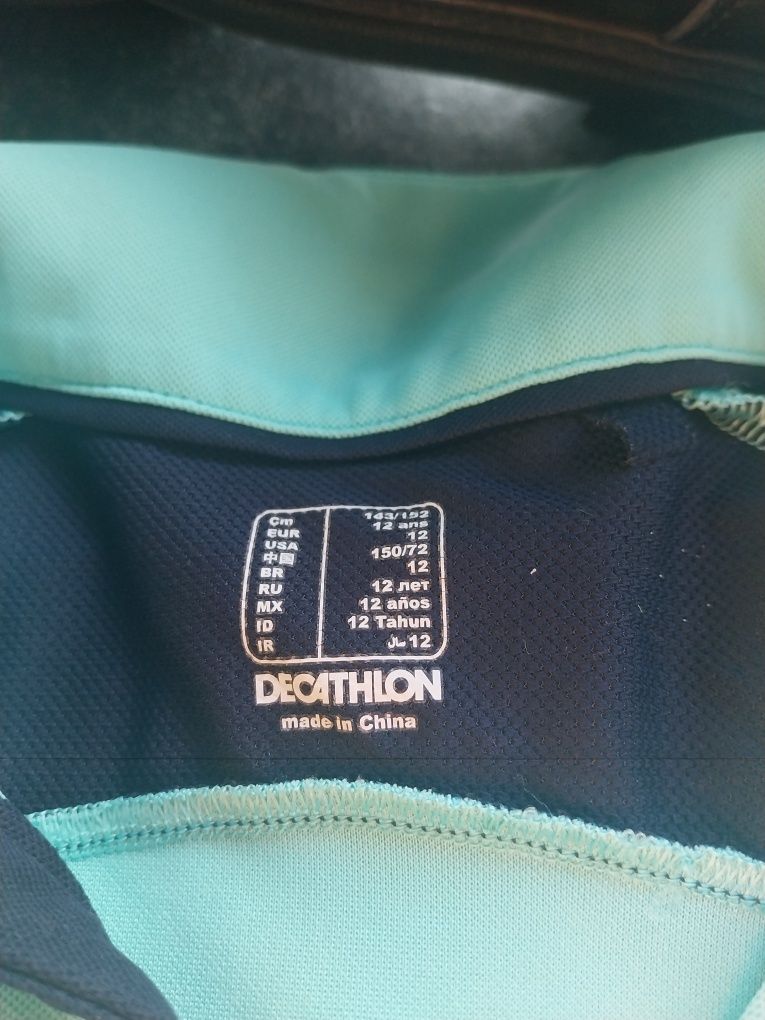 Cm 143/152
EUR 12 ans
USA 12
中国 150/72
BR 12
RU 12 лет
MX 12 años
ID 12 Tahun
IR سال 12
DECATHLON
made in China